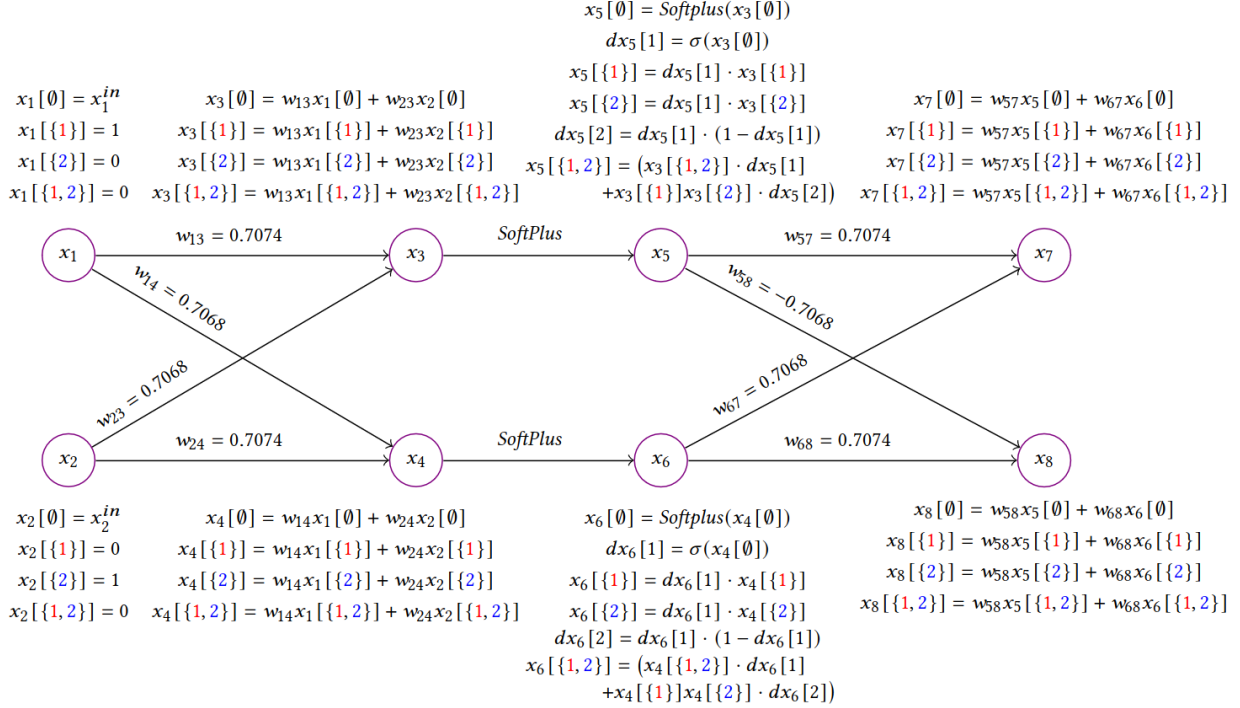 x₅[∅] = Softplus(x₃[∅])
dx₅[1] = σ(x₃[∅])
x₅[{1}] = dx₅[1] · x₃[{1}]
x₅[{2}] = dx₅[1] · x₃[{2}]
dx₅[2] = dx₅[1] · (1 − dx₅[1])
x₅[{1, 2}] = (x₃[{1, 2}] · dx₅[1]
+x₃[{1}]x₃[{2}] · dx₅[2])
x₁[∅] = x₁ⁱⁿ
x₁[{1}] = 1
x₁[{2}] = 0
x₁[{1, 2}] = 0
x₃[∅] = w₁₃x₁[∅] + w₂₃x₂[∅]
x₃[{1}] = w₁₃x₁[{1}] + w₂₃x₂[{1}]
x₃[{2}] = w₁₃x₁[{2}] + w₂₃x₂[{2}]
x₃[{1, 2}] = w₁₃x₁[{1, 2}] + w₂₃x₂[{1, 2}]
x₇[∅] = w₅₇x₅[∅] + w₆₇x₆[∅]
x₇[{1}] = w₅₇x₅[{1}] + w₆₇x₆[{1}]
x₇[{2}] = w₅₇x₅[{2}] + w₆₇x₆[{2}]
x₇[{1, 2}] = w₅₇x₅[{1, 2}] + w₆₇x₆[{1, 2}]
x₁
w₁₃ = 0.7074
x₃
SoftPlus
x₅
w₅₇ = 0.7074
x₇
w₁₄ = 0.7068
w₅₈ = −0.7068
w₂₃ = 0.7068
w₆₇ = 0.7068
x₂
w₂₄ = 0.7074
x₄
SoftPlus
x₆
w₆₈ = 0.7074
x₈
x₂[∅] = x₂ⁱⁿ
x₂[{1}] = 0
x₂[{2}] = 1
x₂[{1, 2}] = 0
x₄[∅] = w₁₄x₁[∅] + w₂₄x₂[∅]
x₄[{1}] = w₁₄x₁[{1}] + w₂₄x₂[{1}]
x₄[{2}] = w₁₄x₁[{2}] + w₂₄x₂[{2}]
x₄[{1, 2}] = w₁₄x₁[{1, 2}] + w₂₄x₂[{1, 2}]
x₆[∅] = Softplus(x₄[∅])
dx₆[1] = σ(x₄[∅])
x₆[{1}] = dx₆[1] · x₄[{1}]
x₆[{2}] = dx₆[1] · x₄[{2}]
dx₆[2] = dx₆[1] · (1 − dx₆[1])
x₆[{1, 2}] = (x₄[{1, 2}] · dx₆[1]
+x₄[{1}]x₄[{2}] · dx₆[2])
x₈[∅] = w₅₈x₅[∅] + w₆₈x₆[∅]
x₈[{1}] = w₅₈x₅[{1}] + w₆₈x₆[{1}]
x₈[{2}] = w₅₈x₅[{2}] + w₆₈x₆[{2}]
x₈[{1, 2}] = w₅₈x₅[{1, 2}] + w₆₈x₆[{1, 2}]